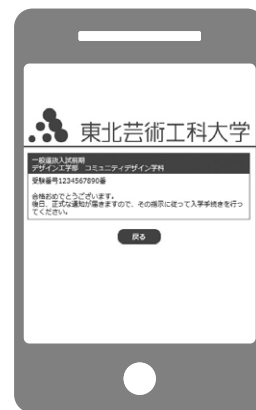 東北芸術工科大学
一般選抜入試前期
デザイン工学部 コミュニティデザイン学科
受験番号1234567890番
合格おめでとうございます。
後日、正式な通知が届きますので、その指示に従って入学手続きを行っ
てください。
戻る